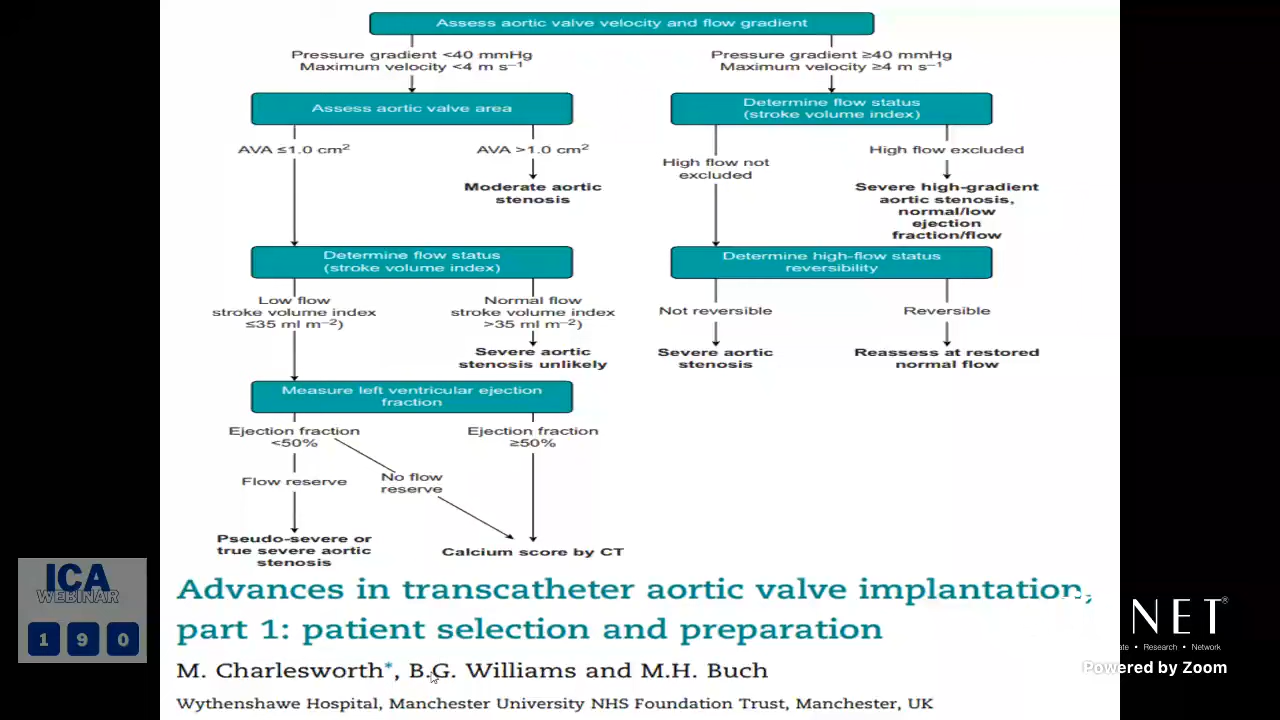 Assess aortic valve velocity and flow gradient
Pressure gradient <40 mmHg
Maximum velocity <4 m s⁻¹
Pressure gradient ≥40 mmHg
Maximum velocity ≥4 m s⁻¹
Assess aortic valve area
Determine flow status
(stroke volume index)
AVA ≤1.0 cm²
AVA >1.0 cm²
High flow not
excluded
High flow excluded
Moderate aortic
stenosis
Severe high-gradient
aortic stenosis,
normal/low
ejection
fraction/flow
Determine flow status
(stroke volume index)
Determine high-flow status
reversibility
Low flow
stroke volume index
≤35 ml m⁻²)
Normal flow
stroke volume index
>35 ml m⁻²)
Not reversible
Reversible
Severe aortic
stenosis unlikely
Severe aortic
stenosis
Reassess at restored
normal flow
Measure left ventricular ejection
fraction
Ejection fraction
<50%
Ejection fraction
≥50%
Flow reserve
No flow
reserve
Pseudo-severe or
true severe aortic
stenosis
Calcium score by CT
Advances in transcatheter aortic valve implantation,
part 1: patient selection and preparation
M. Charlesworth*, B.G. Williams and M.H. Buch
Wythenshawe Hospital, Manchester University NHS Foundation Trust, Manchester, UK
ICA
WEBINAR
1 9 0
NET®
• Research • Network
Powered by Zoom